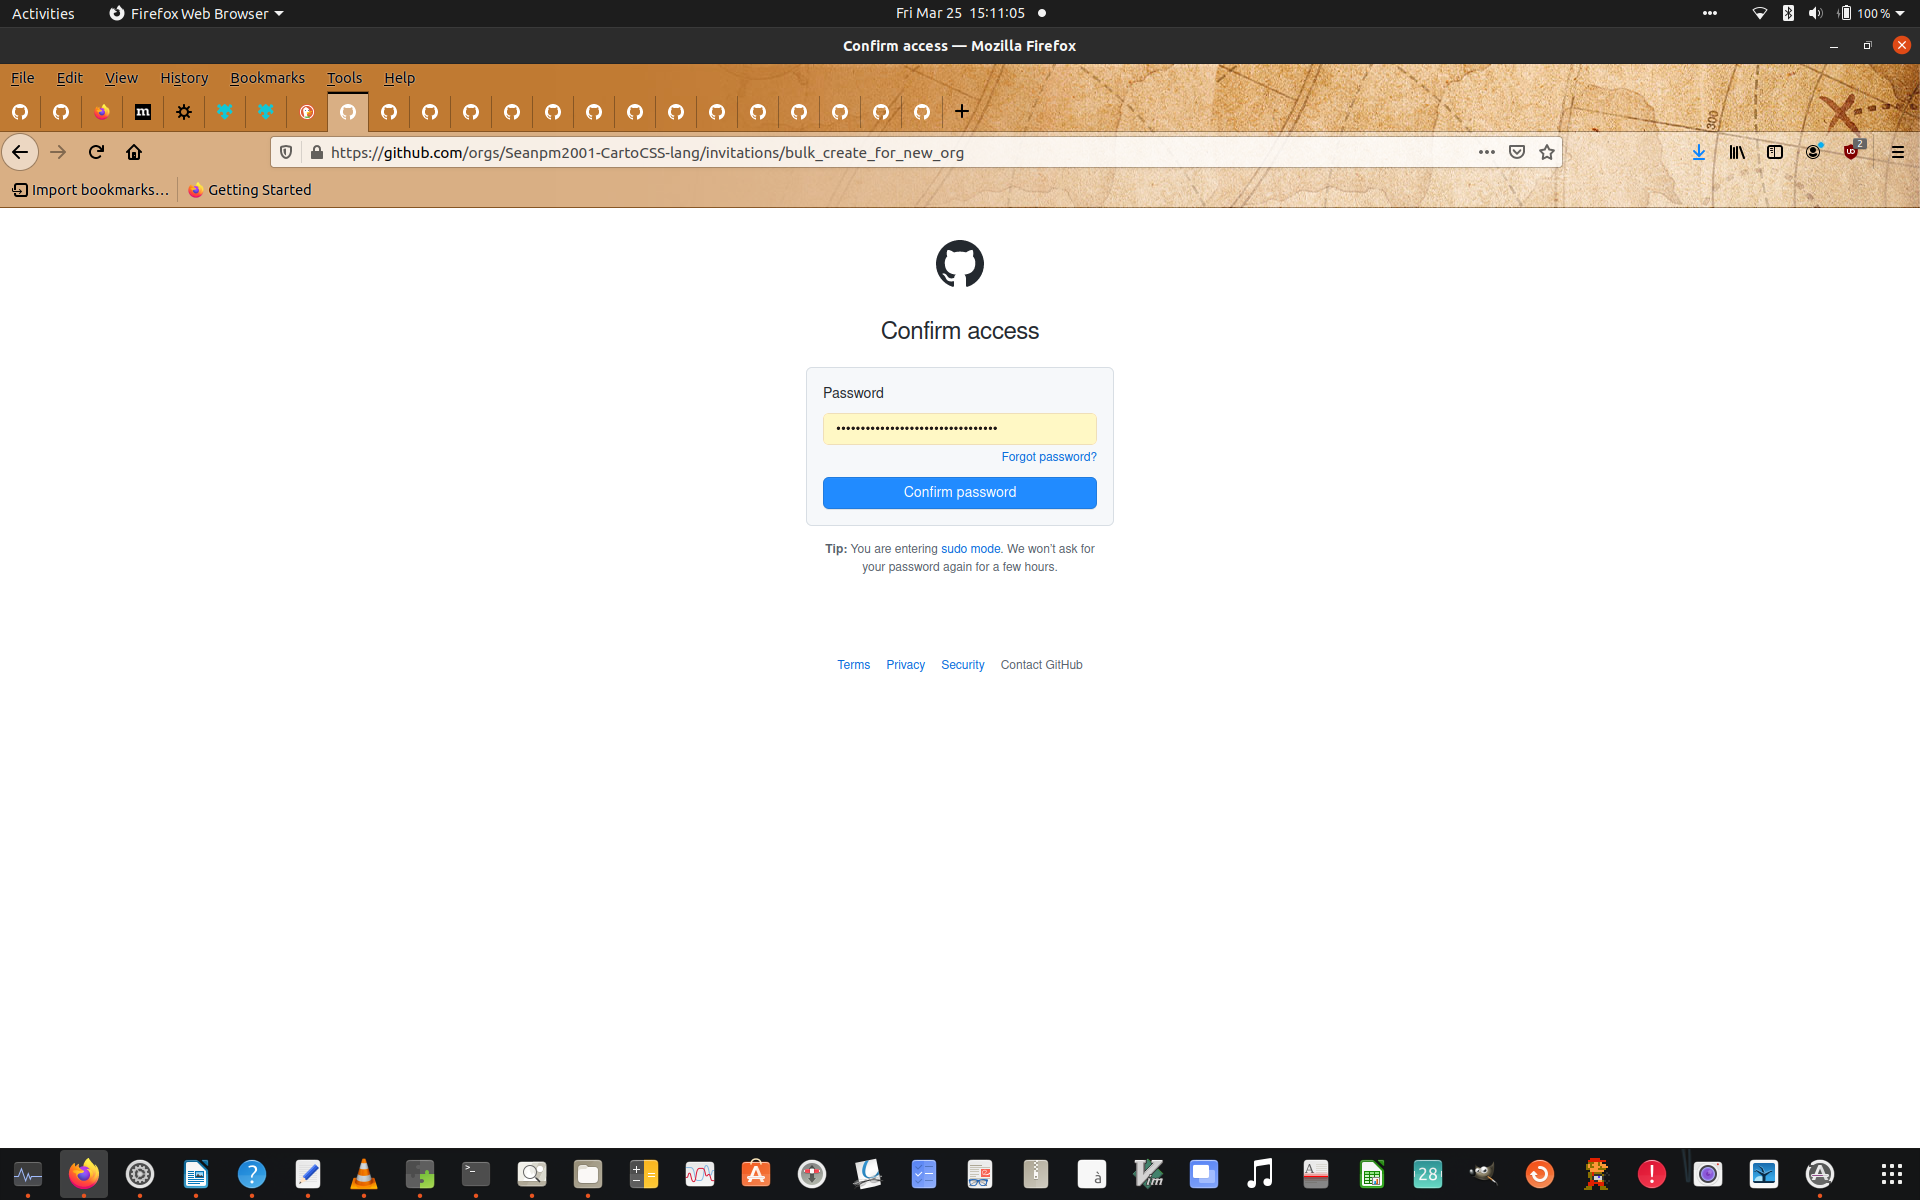 Activities
Firefox Web Browser
Fri Mar 25 15:11:05
100 %
Confirm access — Mozilla Firefox
File Edit View History Bookmarks Tools Help
m
300
https://github.com/orgs/Seanpm2001-CartoCSS-lang/invitations/bulk_create_for_new_org
2
Import bookmarks…
Getting Started
Confirm access
Password
Forgot password?
Confirm password
Tip: You are entering sudo mode. We won't ask for
your password again for a few hours.
Terms Privacy Security Contact GitHub
?
>_
à
Vim
A
28
!